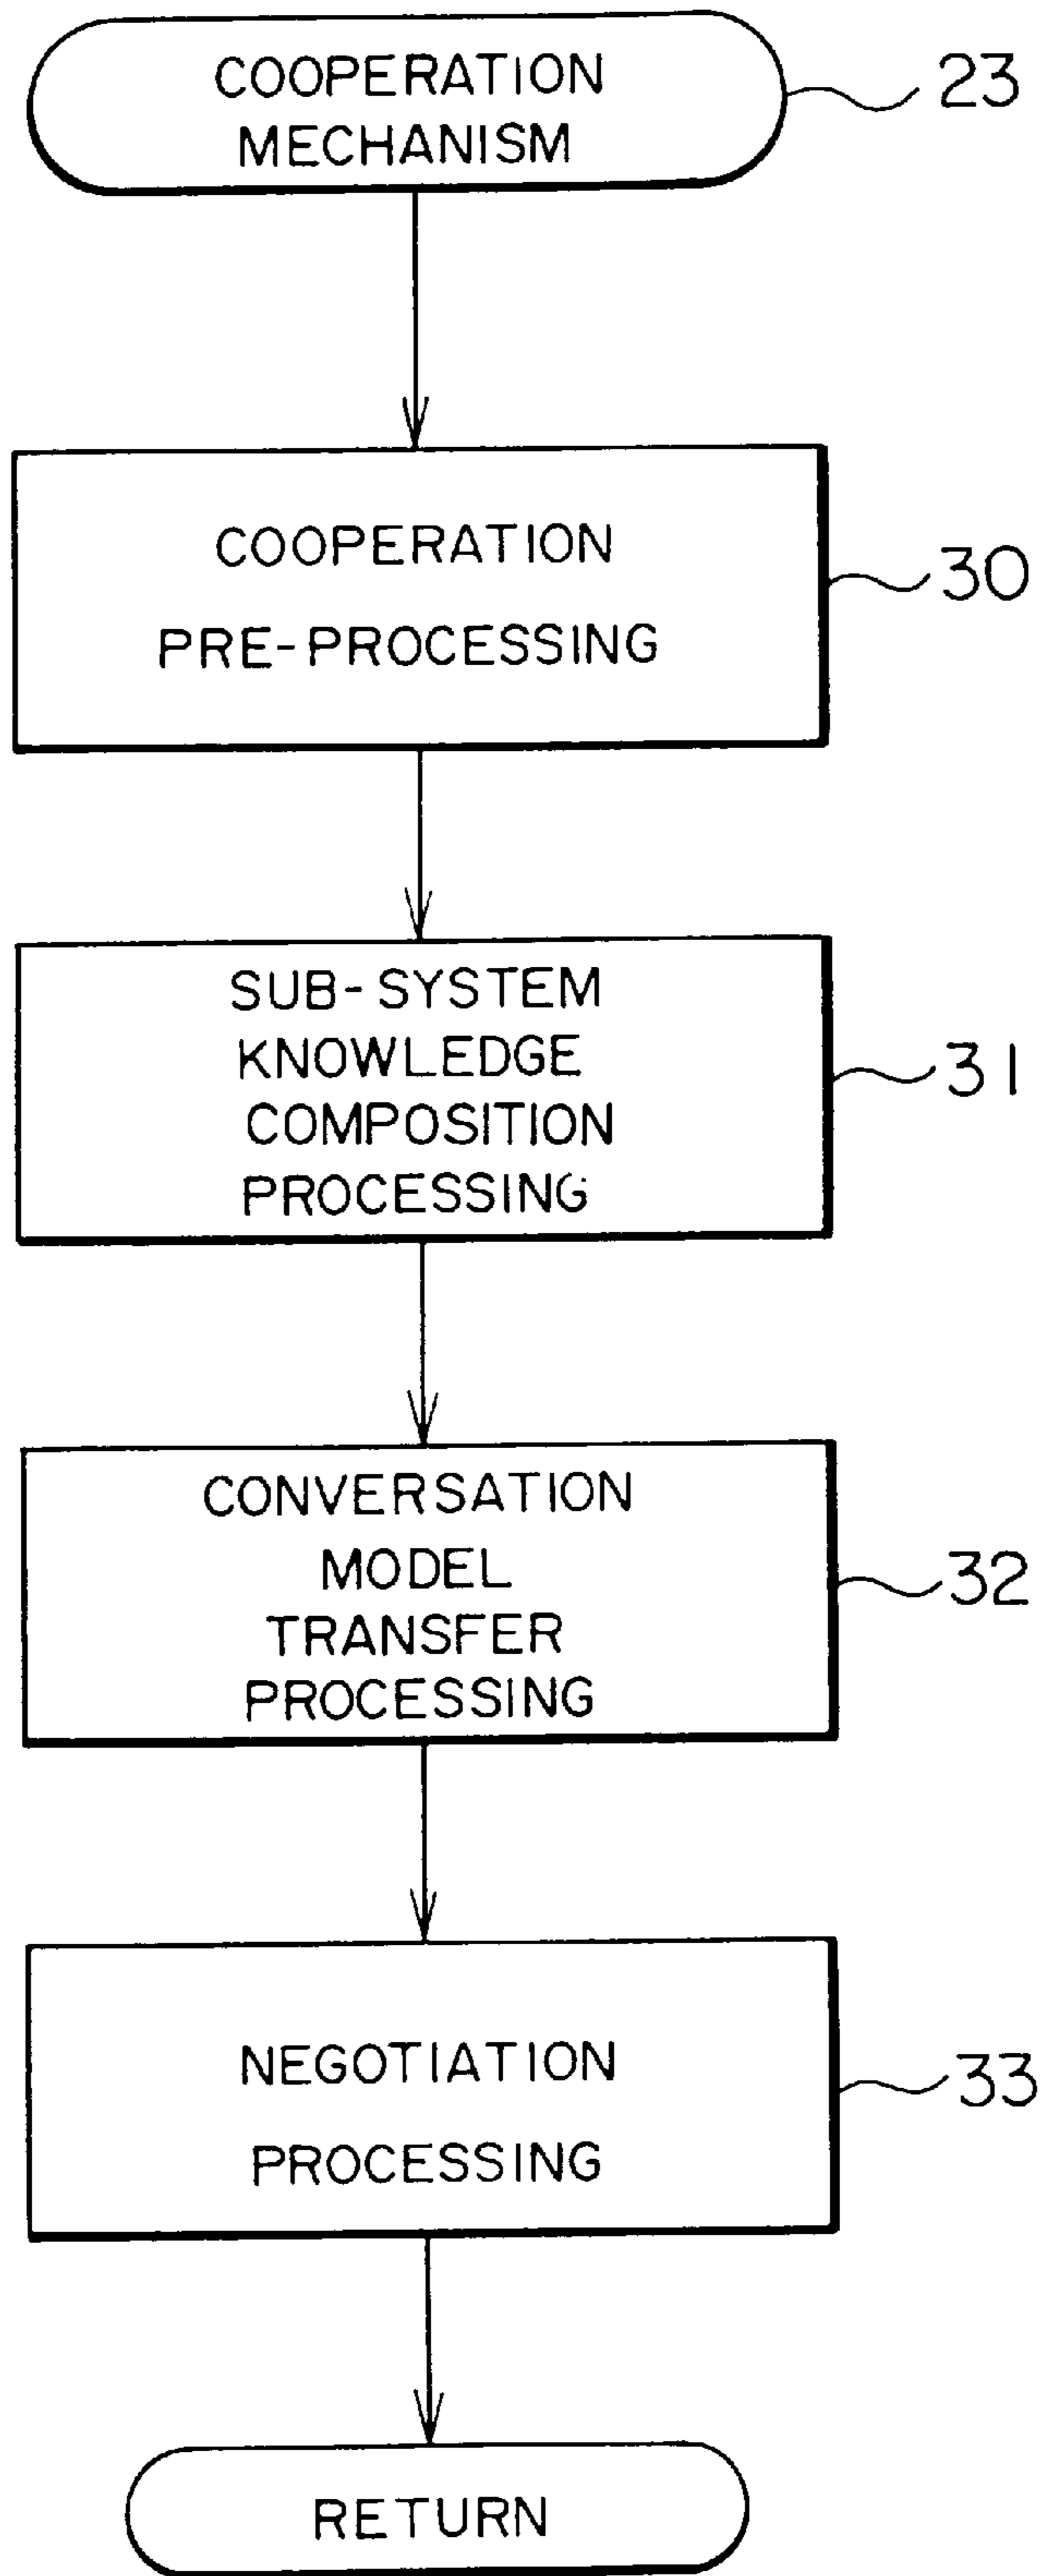 COOPERATION
MECHANISM
23
COOPERATION
PRE-PROCESSING
30
SUB-SYSTEM
KNOWLEDGE
COMPOSITION
PROCESSING
31
CONVERSATION
MODEL
TRANSFER
PROCESSING
32
NEGOTIATION
PROCESSING
33
RETURN